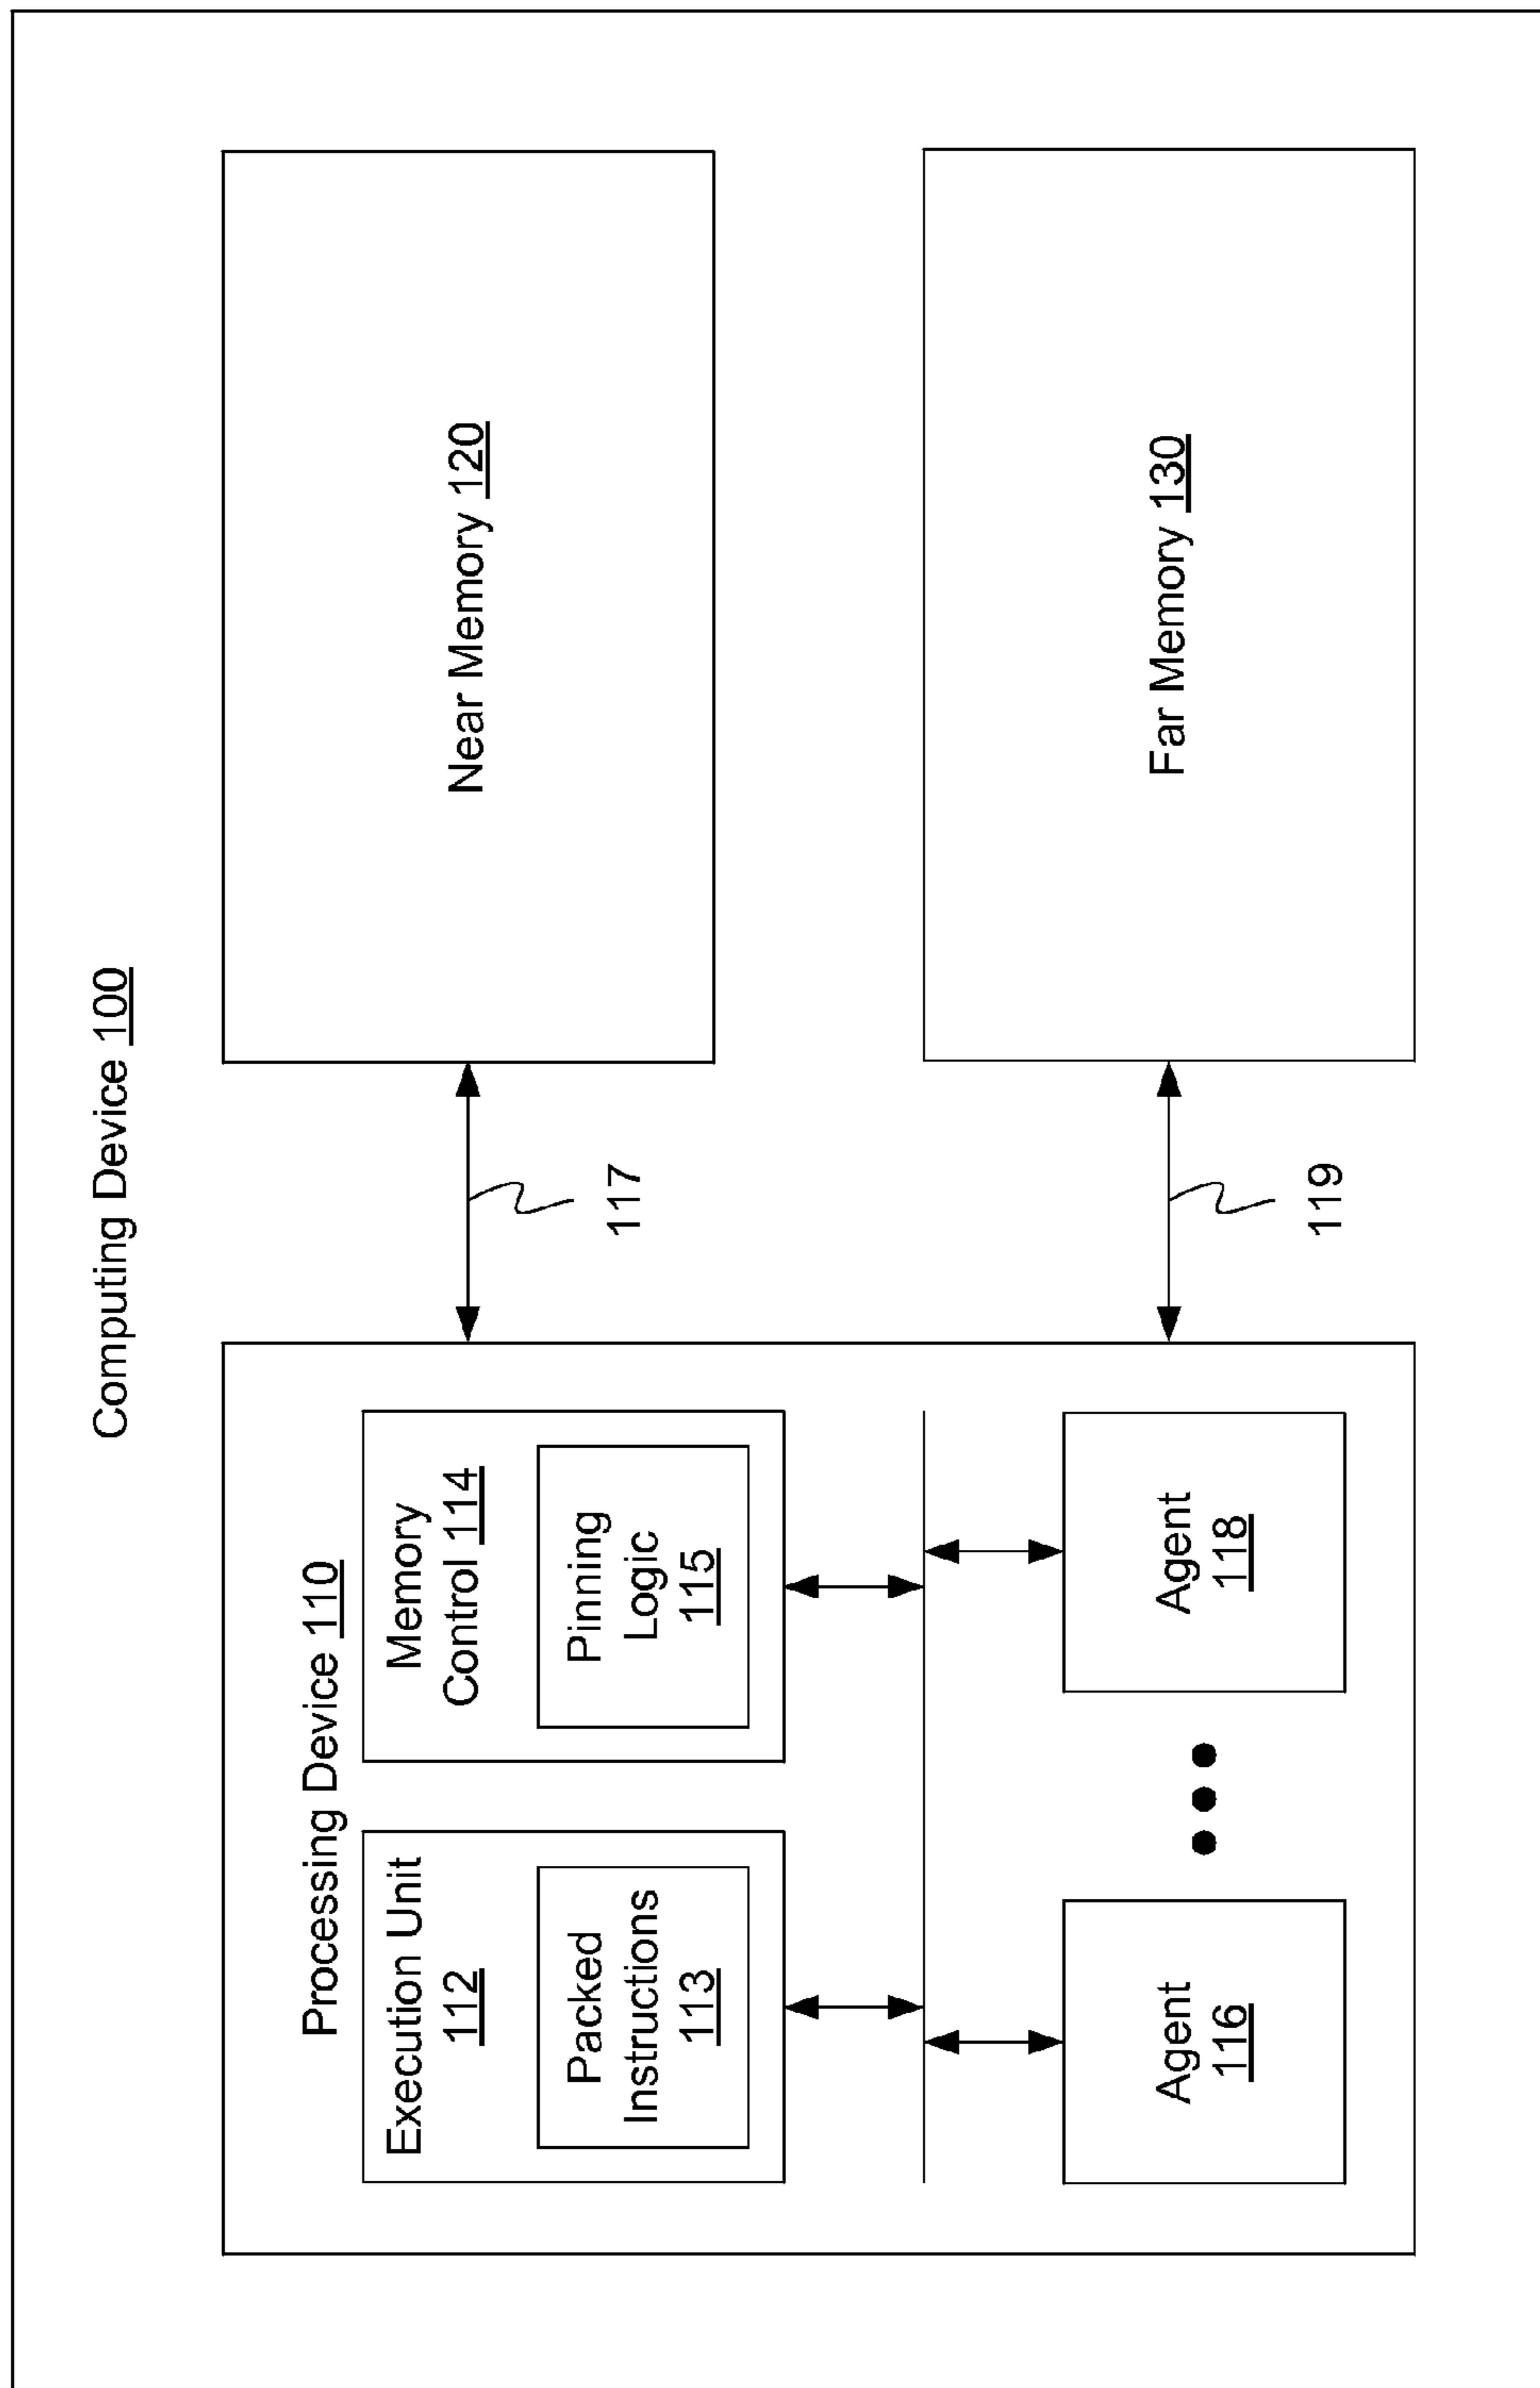 Computing Device 100
Processing Device 110
Execution Unit
112
Packed
Instructions
113
Memory
Control 114
Pinning
Logic
115
Agent
116
Agent
118
117
119
Near Memory 120
Far Memory 130